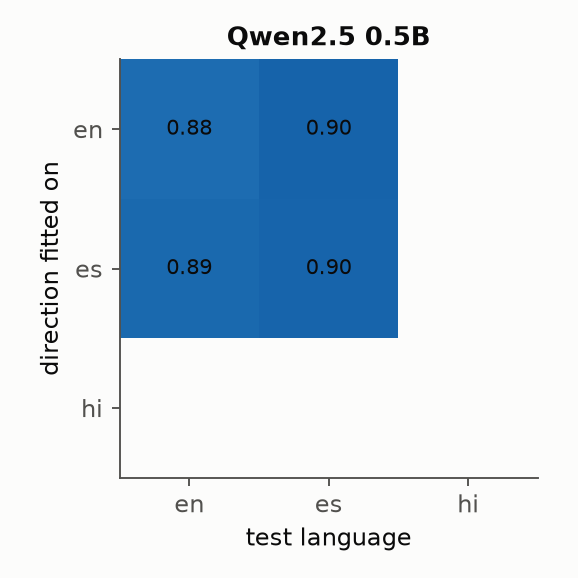 Qwen2.5 0.5B
direction fitted on
en
0.88 0.90
es
0.89 0.90
hi
en es hi
test language